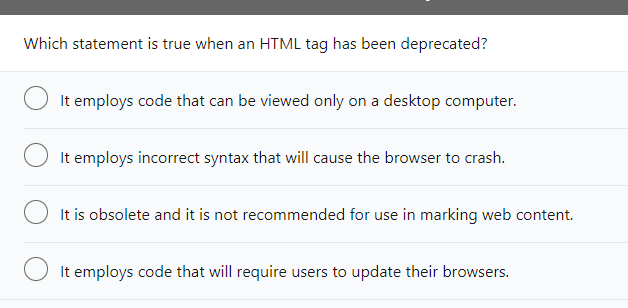 Which statement is true when an HTML tag has been deprecated?
It employs code that can be viewed only on a desktop computer.
It employs incorrect syntax that will cause the browser to crash.
It is obsolete and it is not recommended for use in marking web content.
It employs code that will require users to update their browsers.